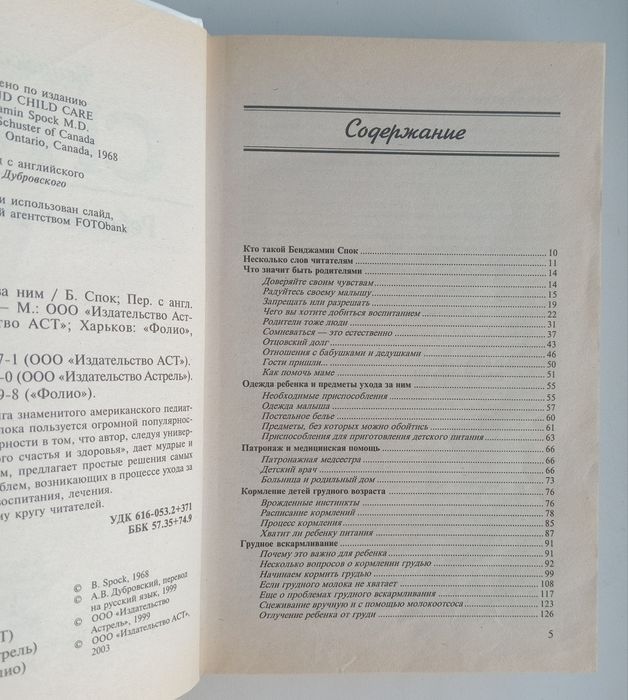 ено по изданию
ND CHILD CARE
amin Spock M.D.
Schuster of Canada
Ontario, Canada, 1968
д с английского
Дубровского
и использован слайд,
й агентством FOTObank
за ним / Б. Спок; Пер. с англ.
— М.: ООО «Издательство Аст-
тво АСТ»; Харьков: «Фолио»,
7-1 (ООО «Издательство АСТ»).
-0 (ООО «Издательство Астрель»).
9-8 («Фолио»).
га знаменитого американского педиат-
пока пользуется огромной популярнос-
рности в том, что автор, следуя универ-
ого счастья и здоровья», дает мудрые и
м, предлагает простые решения самых
блем, возникающих в процессе ухода за
воспитания, лечения.
му кругу читателей.
УДК 616-053.2+371
ББК 57.35+74.9
© B. Spock, 1968
© А.В. Дубровский, перевод
на русский язык, 1999
© ООО «Издательство
Астрель», 1999
© ООО «Издательство АСТ»,
2003
Т)
трель)
лио)
Содержание
Кто такой Бенджамин Спок 10
Несколько слов читателям 11
Что значит быть родителями 14
Доверяйте своим чувствам 14
Радуйтесь своему малышу 15
Запрещать или разрешать 19
Чего вы хотите добиться воспитанием 22
Родители тоже люди 31
Сомневаться — это естественно 37
Отцовский долг 43
Отношения с бабушками и дедушками 46
Гости пришли... 50
Как помочь маме 51
Одежда ребенка и предметы ухода за ним 55
Необходимые приспособления 55
Одежда малыша 57
Постельное белье 60
Предметы, без которых можно обойтись 61
Приспособления для приготовления детского питания 63
Патронаж и медицинская помощь 66
Патронажная медсестра 66
Детский врач 66
Больница и родильный дом 73
Кормление детей грудного возраста 76
Врожденные инстинкты 76
Расписание кормлений 78
Процесс кормления 85
Хватит ли ребенку питания 87
Грудное вскармливание 91
Почему это важно для ребенка 91
Несколько вопросов о кормлении грудью 92
Начинаем кормить грудью 99
Если грудного молока не хватает 108
Еще о проблемах грудного вскармливания 117
Сцеживание вручную и с помощью молокоотсоса 123
Отлучение ребенка от груди 126
5